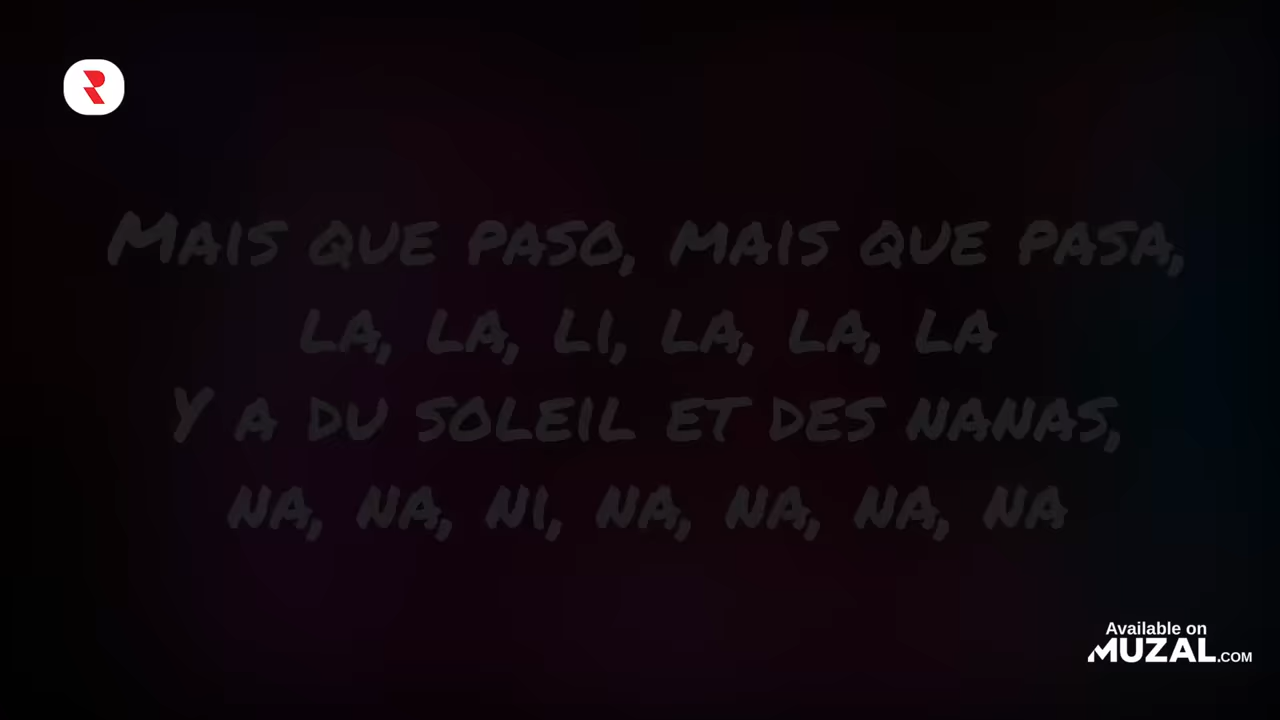 Mais que paso, mais que pasa,
la, la, li, la, la, la
Y a du soleil et des nanas,
na, na, ni, na, na, na, na
Available on
MUZAL.COM